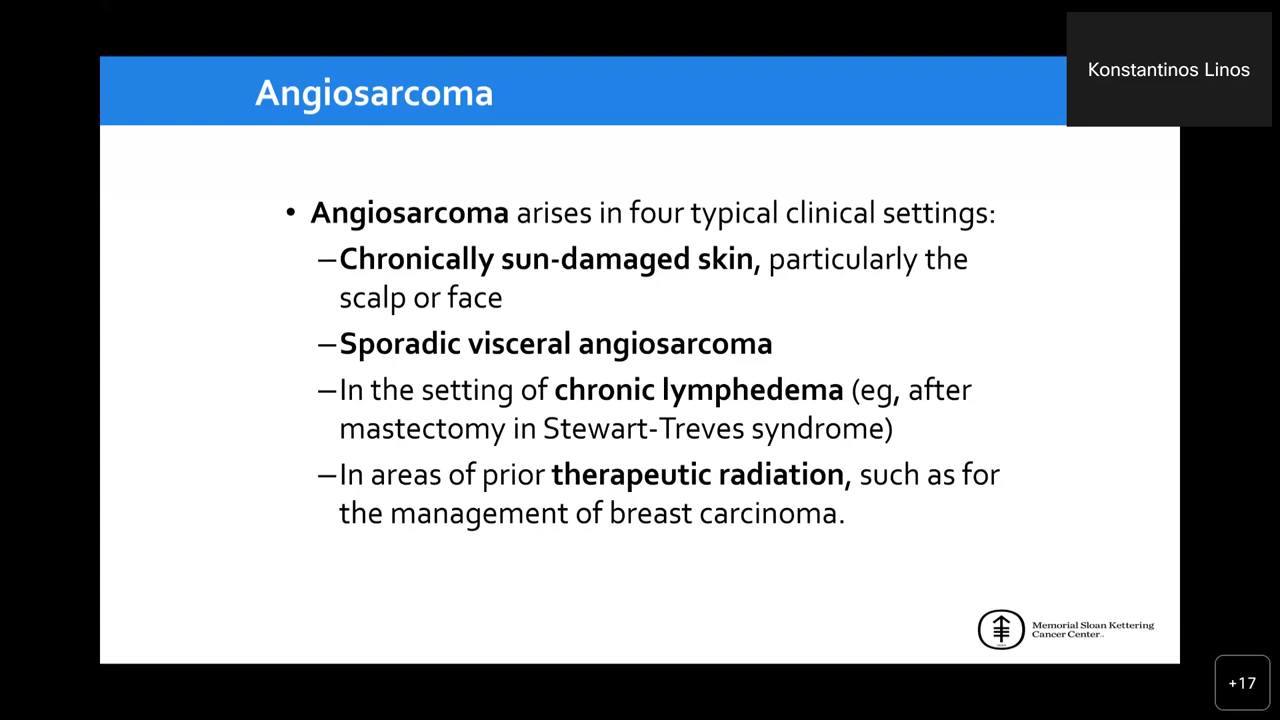 Konstantinos Linos
Angiosarcoma
• Angiosarcoma arises in four typical clinical settings:
–Chronically sun-damaged skin, particularly the
scalp or face
–Sporadic visceral angiosarcoma
–In the setting of chronic lymphedema (eg, after
mastectomy in Stewart-Treves syndrome)
–In areas of prior therapeutic radiation, such as for
the management of breast carcinoma.
Memorial Sloan Kettering
Cancer Center
+17